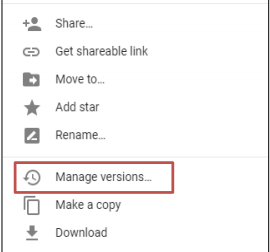 Share...
Get shareable link
Move to...
Add star
Rename...
Manage versions...
Make a copy
Download